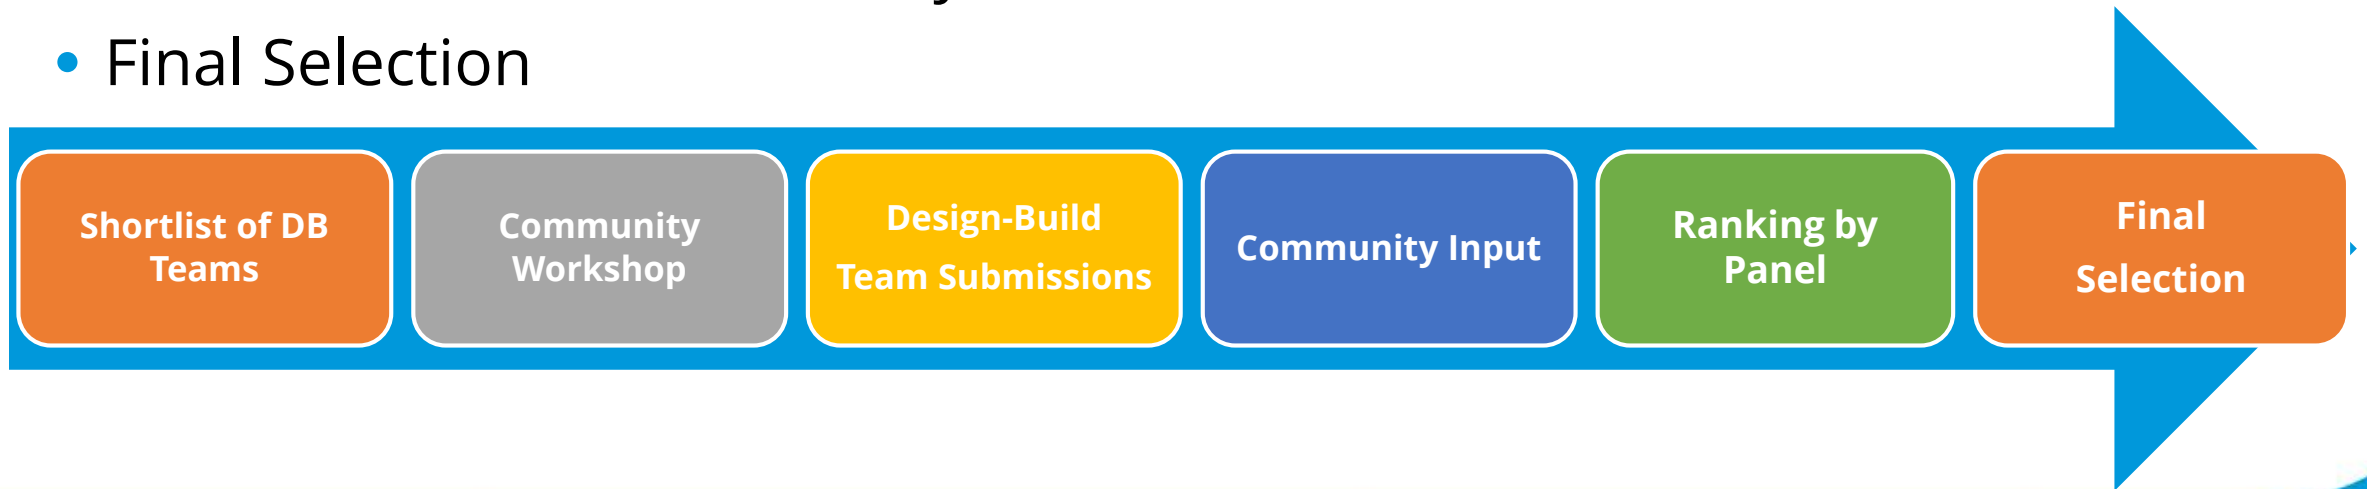 • Final Selection
Shortlist of DB
Teams
Community
Workshop
Design-Build
Team Submissions
Community Input
Ranking by
Panel
Final
Selection